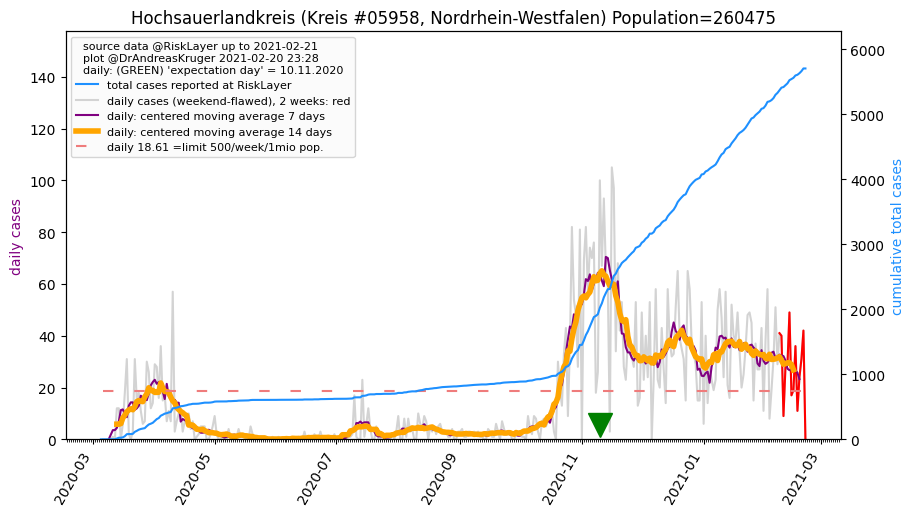 Hochsauerlandkreis (Kreis #05958, Nordrhein-Westfalen) Population=260475
source data @RiskLayer up to 2021-02-21
plot @DrAndreasKruger 2021-02-20 23:28
daily: (GREEN) 'expectation day' = 10.11.2020
total cases reported at RiskLayer
daily cases (weekend-flawed), 2 weeks: red
daily: centered moving average 7 days
daily: centered moving average 14 days
daily 18.61 =limit 500/week/1mio pop.
daily cases
140
120
100
80
60
40
20
0
6000
5000
4000
3000
2000
1000
0
cumulative total cases
2020-03
2020-05
2020-07
2020-09
2020-11
2021-01
2021-03